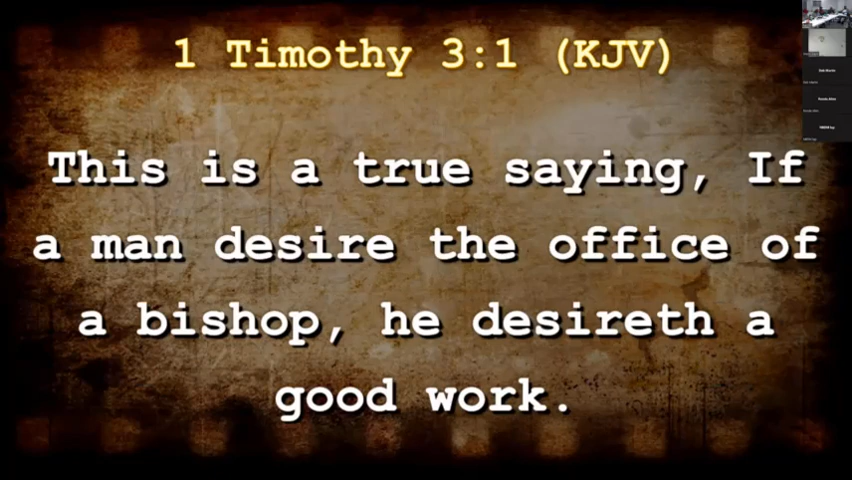 1 Timothy 3:1 (KJV)
This is a true saying, If
a man desire the office of
a bishop, he desireth a
good work.